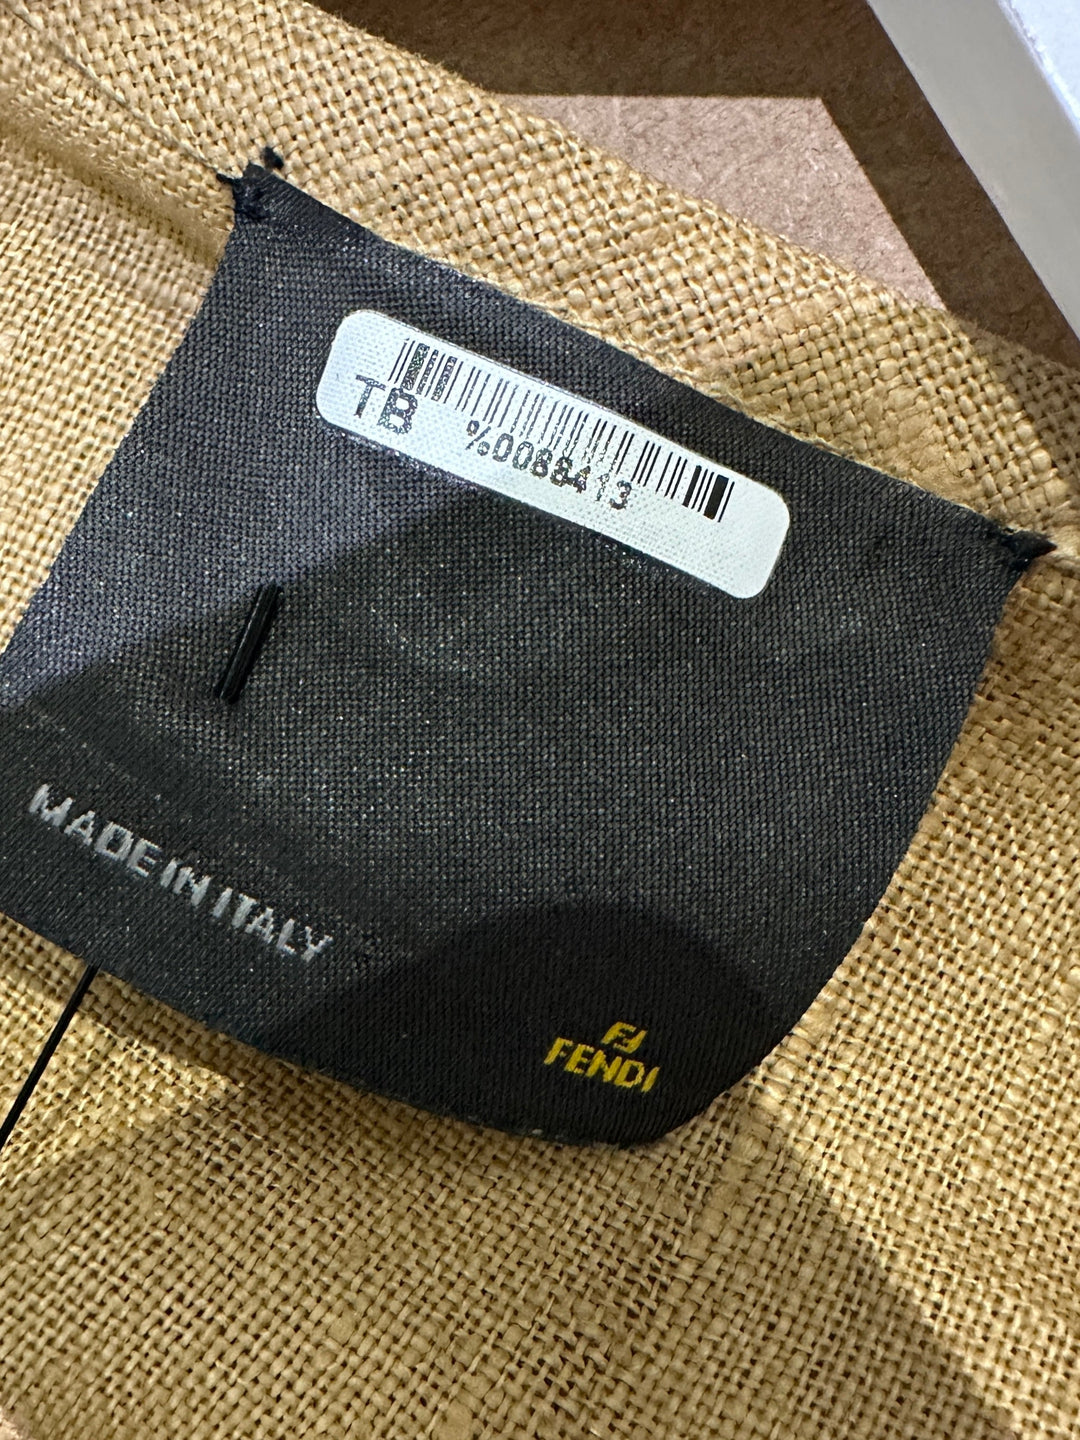 TB
%0088413
MADE IN ITALY
FENDI